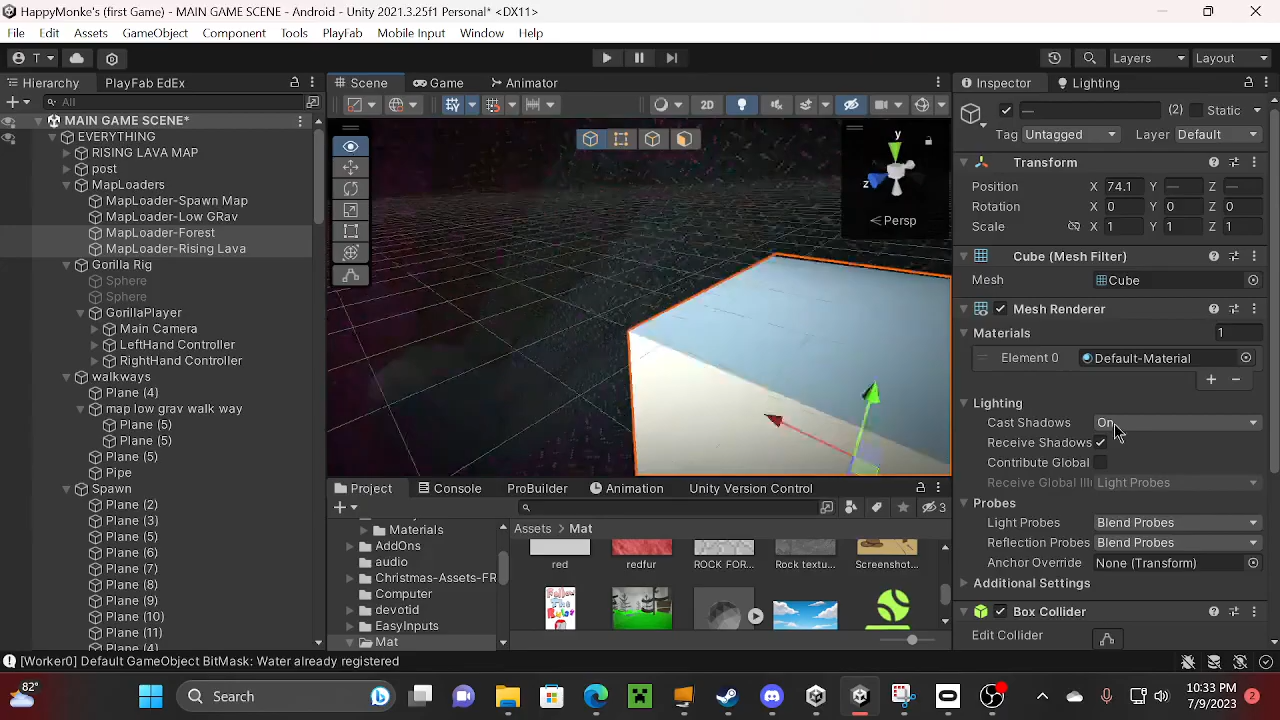 HappyMonke's (first Game) - MAIN GAME SCENE - Android - Unity 2021.3.25f1 Personal* <DX11>
File Edit Assets GameObject Component Tools PlayFab Mobile Input Window Help
T Layers Layout
Hierarchy PlayFab EdEx Scene Game Animator Inspector Lighting
All 2D
— (2) Static
Tag Untagged Layer Default
MAIN GAME SCENE*
EVERYTHING
RISING LAVA MAP
post
MapLoaders
MapLoader-Spawn Map
MapLoader-Low GRav
MapLoader-Forest
MapLoader-Rising Lava
Gorilla Rig
Sphere
Sphere
GorillaPlayer
Main Camera
LeftHand Controller
RightHand Controller
walkways
Plane (4)
map low grav walk way
Plane (5)
Plane (5)
Plane (5)
Pipe
Spawn
Plane (2)
Plane (3)
Plane (5)
Plane (6)
Plane (7)
Plane (8)
Plane (9)
Plane (10)
Plane (11)
Plane (4)
y
z
Persp
Transform
Position X 74.1 Y — Z —
Rotation X 0 Y 0 Z 0
Scale X 1 Y 1 Z 1
Cube (Mesh Filter)
Mesh Cube
Mesh Renderer
Materials 1
Element 0 Default-Material
+ −
Lighting
Cast Shadows On
Receive Shadows
Contribute Global
Receive Global Illu Light Probes
Probes
Light Probes Blend Probes
Reflection Probes Blend Probes
Anchor Override None (Transform)
Additional Settings
Box Collider
Edit Collider
Project Console ProBuilder Animation Unity Version Control
3
Materials
AddOns
audio
Christmas-Assets-FR
Computer
devotid
EasyInputs
Mat
Assets > Mat
red redfur ROCK FOR... Rock textu... Screenshot...
[Worker0] Default GameObject BitMask: Water already registered
82° Search 10:33 PM
7/9/2023 2